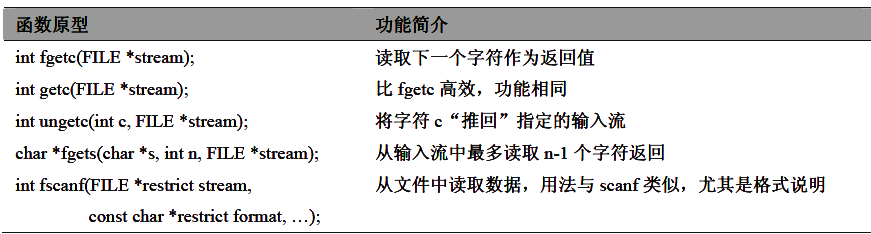 函数原型 功能简介
int fgetc(FILE *stream); 读取下一个字符作为返回值
int getc(FILE *stream); 比 fgetc 高效，功能相同
int ungetc(int c, FILE *stream); 将字符 c“推回”指定的输入流
char *fgets(char *s, int n, FILE *stream); 从输入流中最多读取 n-1 个字符返回
int fscanf(FILE *restrict stream, 从文件中读取数据，用法与 scanf 类似，尤其是格式说明
const char *restrict format, …);